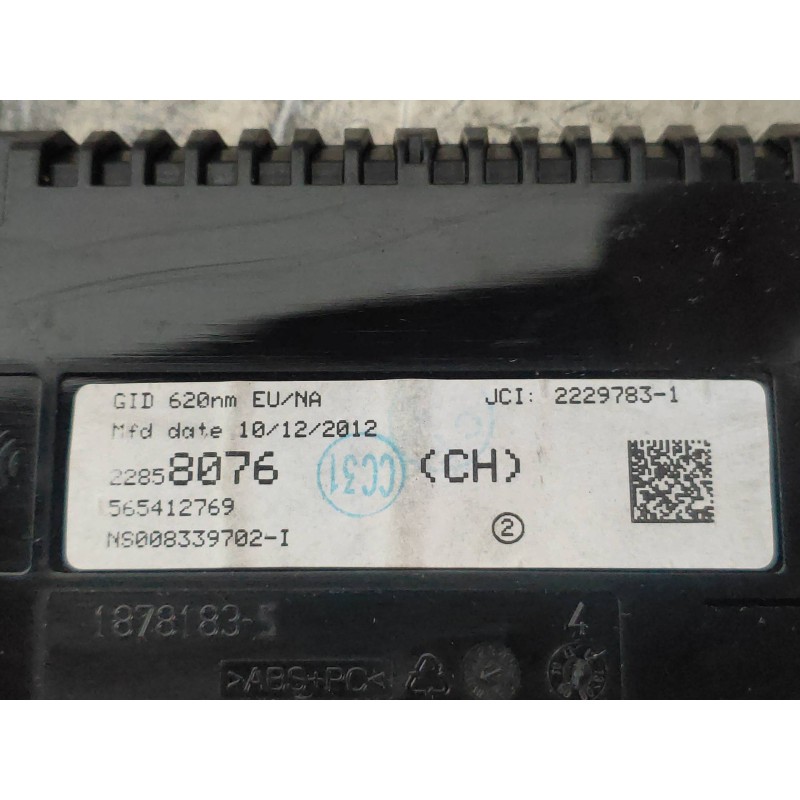 GID 620nm EU/NA JCI: 2229783-1
Mfd date 10/12/2012
22858076 CC31 (CH)
565412769
NS008339702-I 2
1878183-5 4
>ABS+PC<